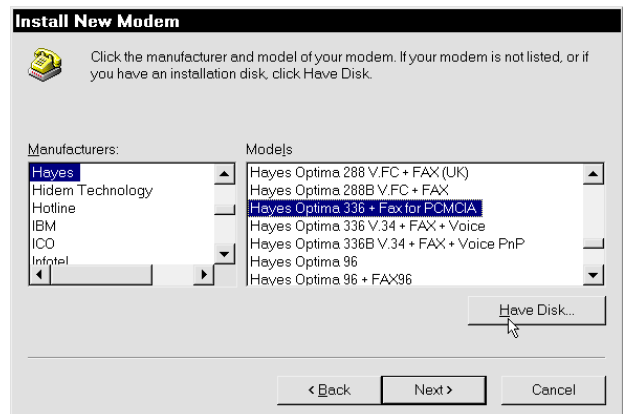 Install New Modem
Click the manufacturer and model of your modem. If your modem is not listed, or if
you have an installation disk, click Have Disk.
Manufacturers:
Hayes
Hidem Technology
Hotline
IBM
ICO
Infotel
Models
Hayes Optima 288 V.FC + FAX (UK)
Hayes Optima 288B V.FC + FAX
Hayes Optima 336 + Fax for PCMCIA
Hayes Optima 336 V.34 + FAX + Voice
Hayes Optima 336B V.34 + FAX + Voice PnP
Hayes Optima 96
Hayes Optima 96 + FAX96
Have Disk...
< Back
Next >
Cancel